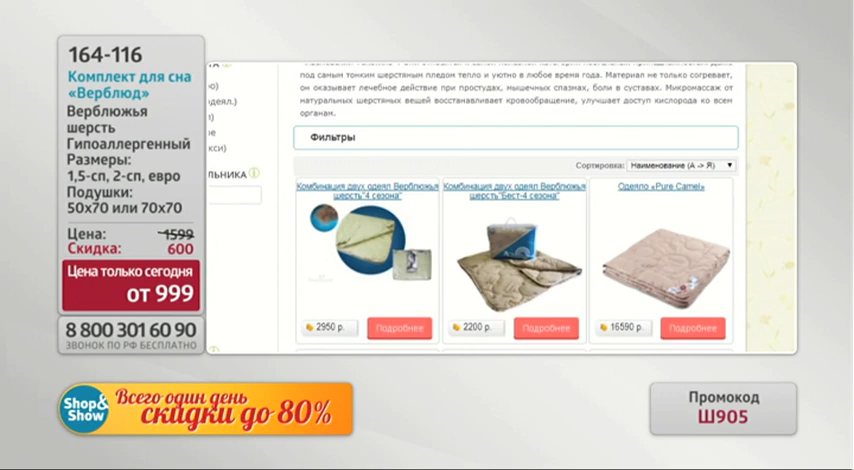 164-116
Комплект для сна
«Верблюд»
Верблюжья
шерсть
Гипоаллергенный
Размеры:
1,5-сп, 2-сп, евро
Подушки:
50x70 или 70x70
Цена: 1599
Скидка: 600
Цена только сегодня
от 999
8 800 301 60 90
ЗВОНОК ПО РФ БЕСПЛАТНО
под самым тонким шерстяным пледом тепло и уютно в любое время года. Материал не только согревает,
он оказывает лечебное действие при простудах, мышечных спазмах, боли в суставах. Микромассаж от
натуральных шерстяных вещей восстанавливает кровообращение, улучшает доступ кислорода ко всем
органам.
Фильтры
Сортировка: Наименование (А -> Я)
Комбинация двух одеял Верблюжья
шерсть"4 сезона"
2950 р. Подробнее
Комбинация двух одеял Верблюжья
шерсть"Бест-4 сезона"
2200 р. Подробнее
Одеяло «Pure Camel»
16590 р. Подробнее
Shop&
Show
Всего один день
скидки до 80%
Промокод
Ш905